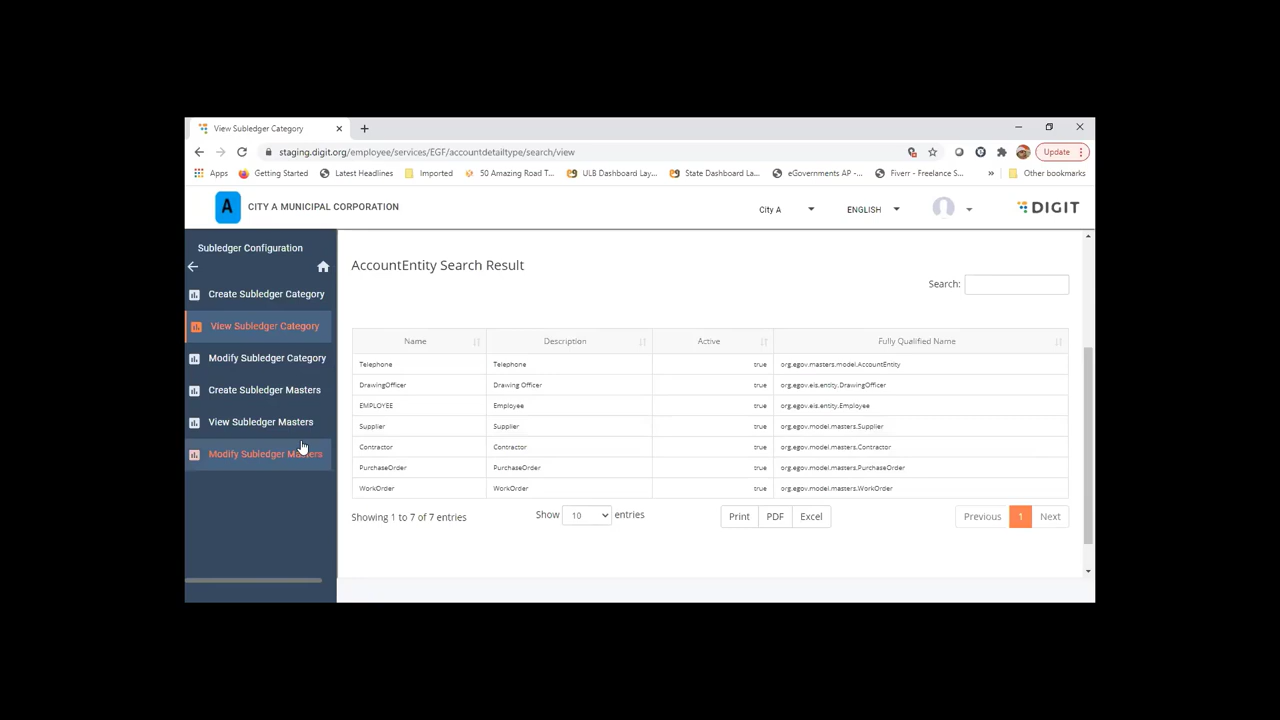 View Subledger Category
staging.digit.org/employee/services/EGF/accountdetailtype/search/view
Update
Apps
Getting Started
Latest Headlines
Imported
50 Amazing Road T...
ULB Dashboard Lay...
State Dashboard La...
eGovernments AP -...
Fiverr - Freelance S...
»
Other bookmarks
A
CITY A MUNICIPAL CORPORATION
City A
ENGLISH
DIGIT
Subledger Configuration
Create Subledger Category
View Subledger Category
Modify Subledger Category
Create Subledger Masters
View Subledger Masters
Modify Subledger Masters
AccountEntity Search Result
Search:
Name Description Active Fully Qualified Name
Telephone Telephone true org.egov.masters.model.AccountEntity
DrawingOfficer Drawing Officer true org.egov.eis.entity.DrawingOfficer
EMPLOYEE Employee true org.egov.eis.entity.Employee
Supplier Supplier true org.egov.model.masters.Supplier
Contractor Contractor true org.egov.model.masters.Contractor
PurchaseOrder PurchaseOrder true org.egov.model.masters.PurchaseOrder
WorkOrder WorkOrder true org.egov.model.masters.WorkOrder
Showing 1 to 7 of 7 entries
Show 10 entries
Print PDF Excel
Previous 1 Next